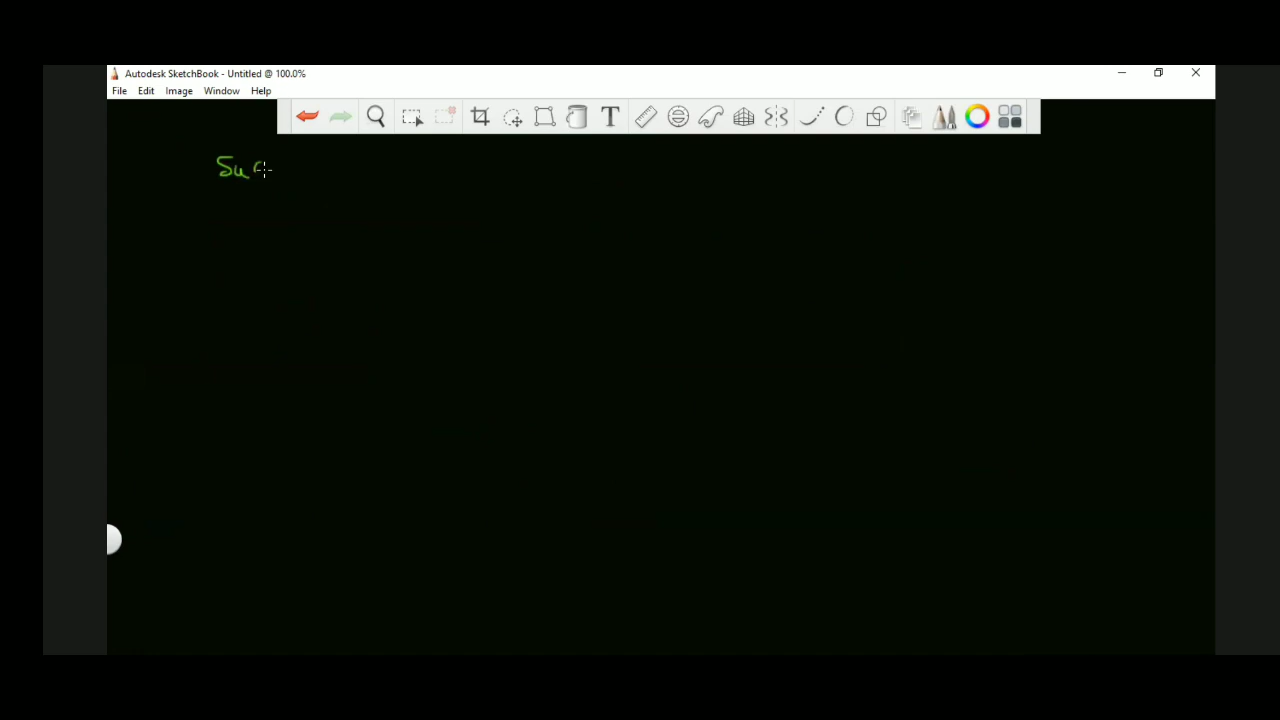 Autodesk SketchBook - Untitled @ 100.0%
File Edit Image Window Help
T
Su